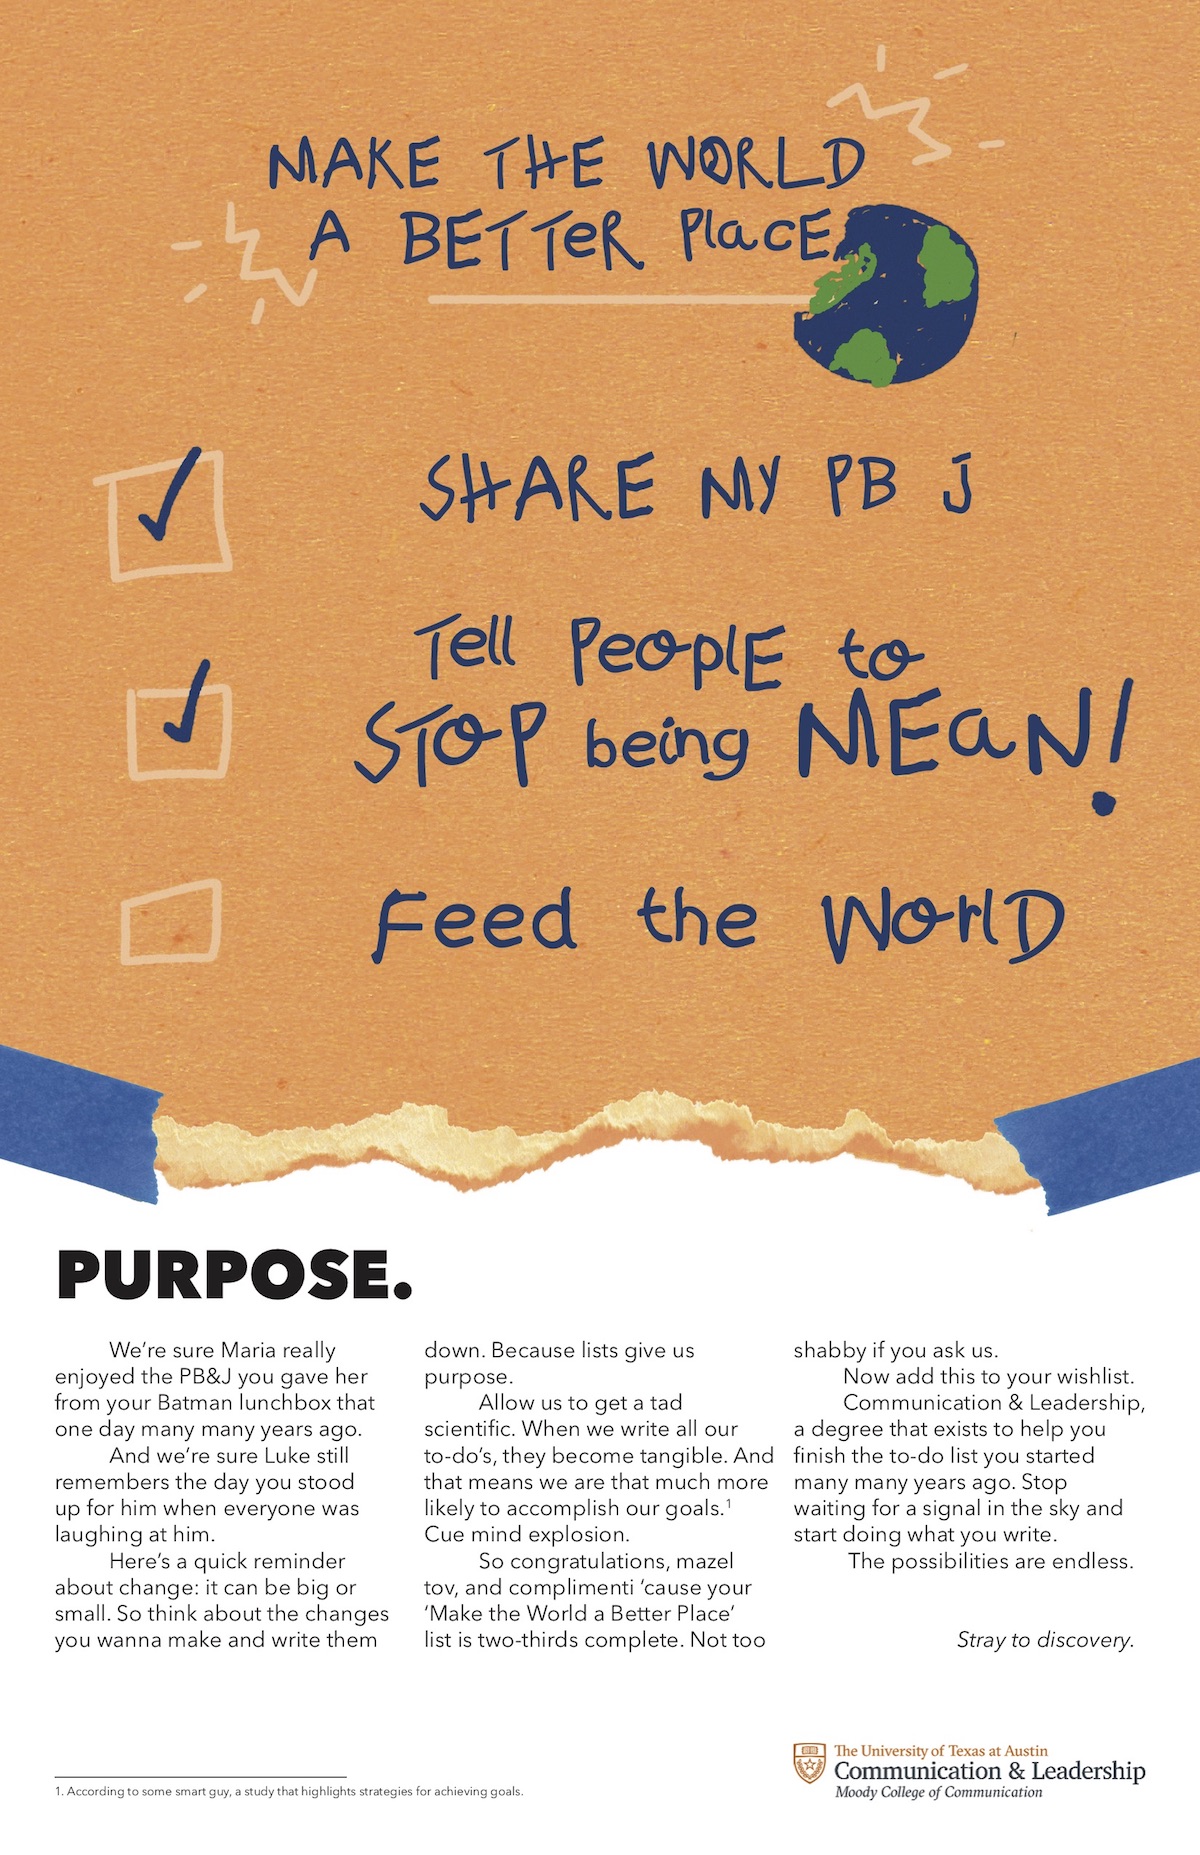 MAKE THE WORLD
A BETTER PlacE
SHARE MY PB J
Tell PeoplE to
STOP being MEaN!
Feed the WorlD
PURPOSE.
We’re sure Maria really
enjoyed the PB&J you gave her
from your Batman lunchbox that
one day many many years ago.
And we’re sure Luke still
remembers the day you stood
up for him when everyone was
laughing at him.
Here’s a quick reminder
about change: it can be big or
small. So think about the changes
you wanna make and write them
down. Because lists give us
purpose.
Allow us to get a tad
scientific. When we write all our
to-do‘s, they become tangible. And
that means we are that much more
likely to accomplish our goals.¹
Cue mind explosion.
So congratulations, mazel
tov, and complimenti ‘cause your
‘Make the World a Better Place’
list is two-thirds complete. Not too
shabby if you ask us.
Now add this to your wishlist.
Communication & Leadership,
a degree that exists to help you
finish the to-do list you started
many many years ago. Stop
waiting for a signal in the sky and
start doing what you write.
The possibilities are endless.
Stray to discovery.
1. According to some smart guy, a study that highlights strategies for achieving goals.
The University of Texas at Austin
Communication & Leadership
Moody College of Communication